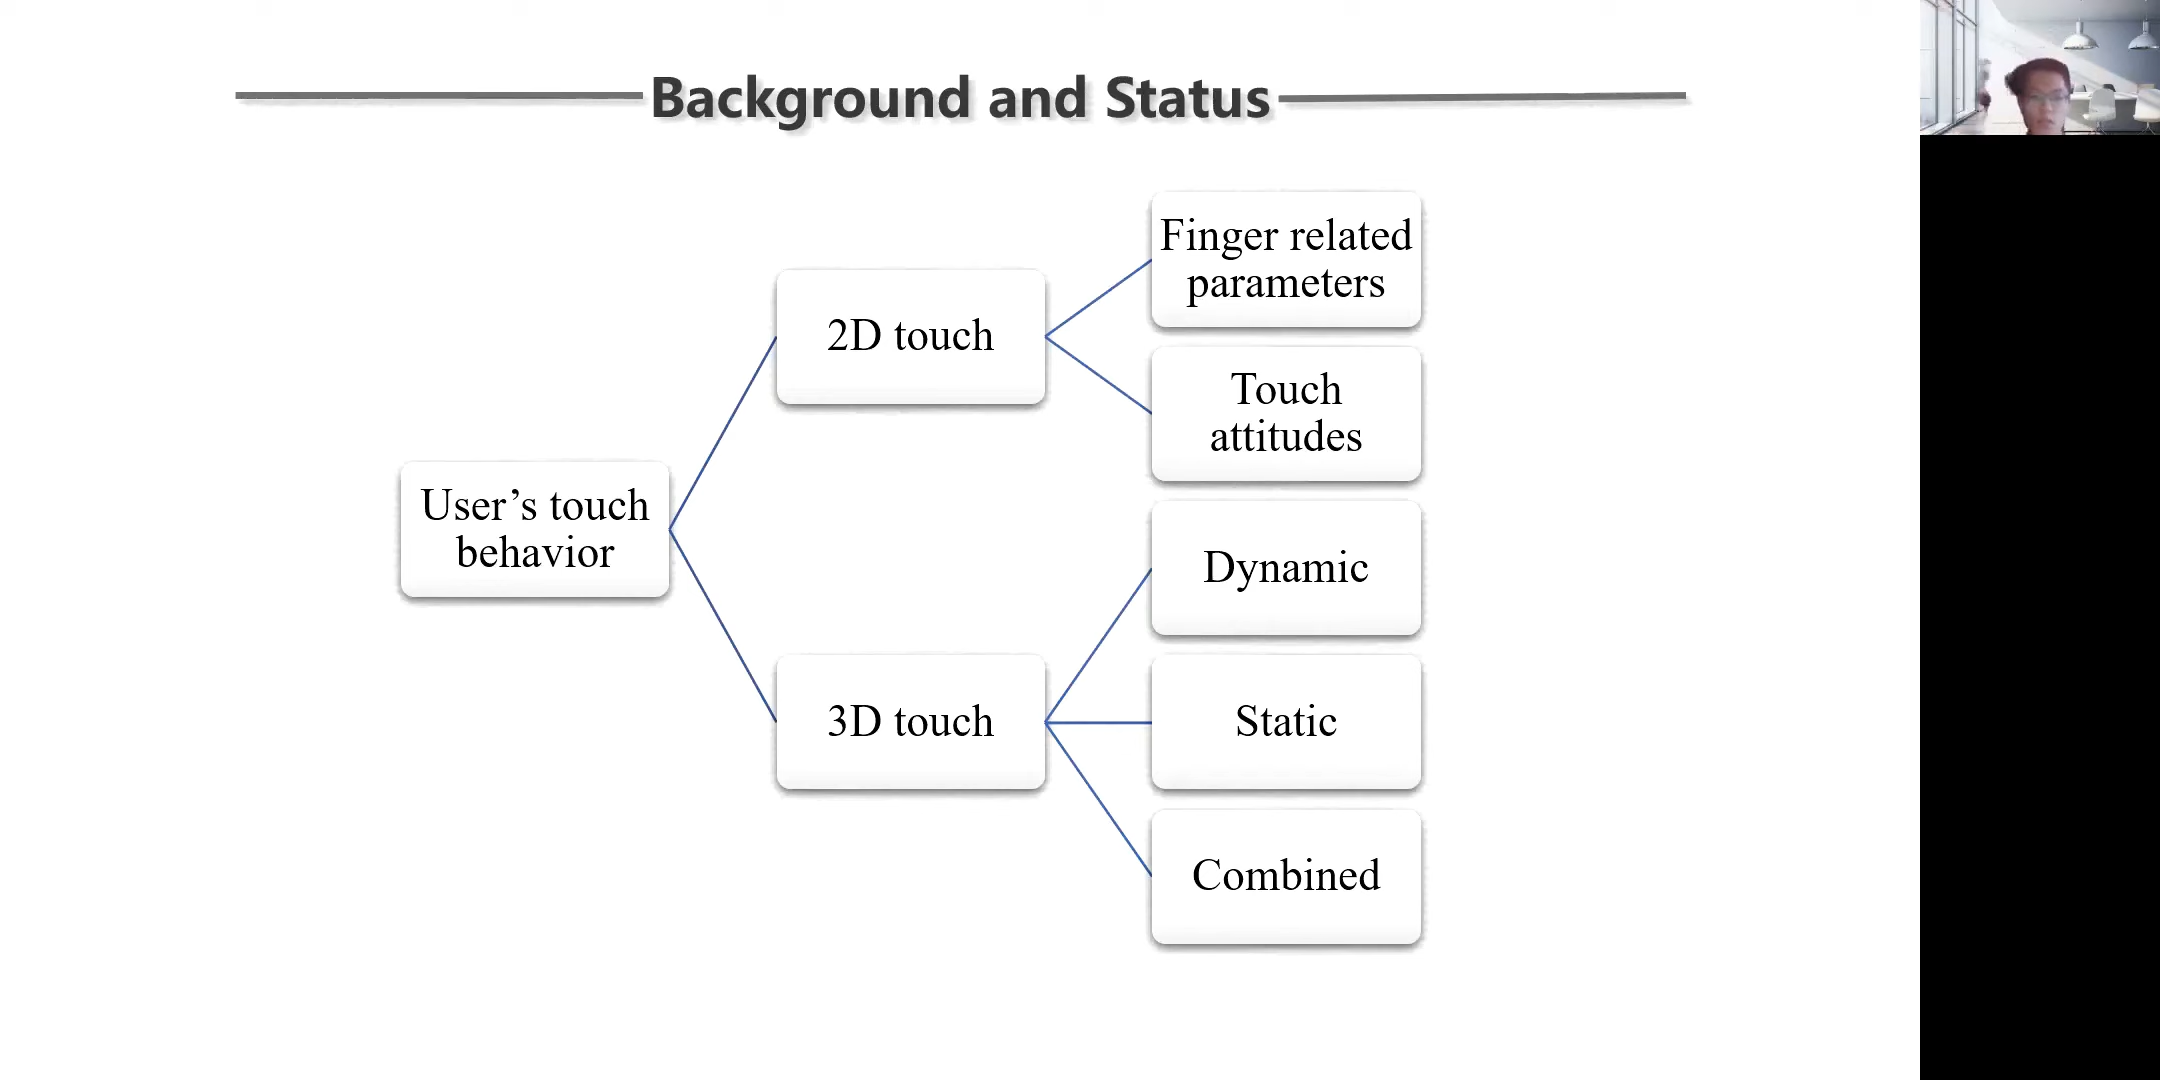 Background and Status
Finger related
parameters
2D touch
Touch
attitudes
User’s touch
behavior
Dynamic
3D touch
Static
Combined